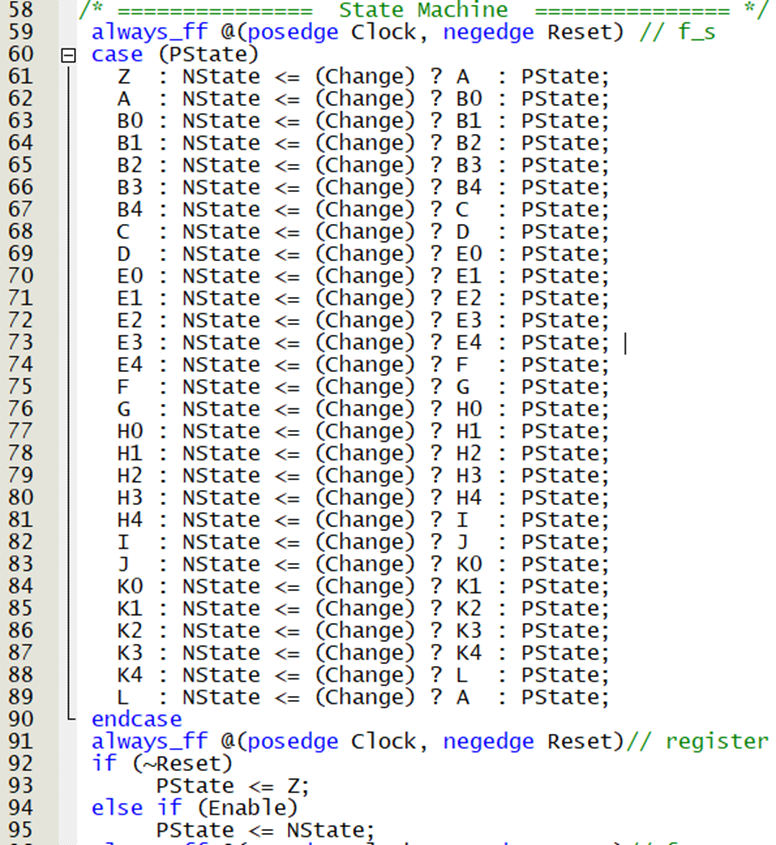 58 /* =============== State Machine =============== */
59 always_ff @(posedge Clock, negedge Reset) // f_s
60 case (PState)
61 Z : NState <= (Change) ? A : PState;
62 A : NState <= (Change) ? B0 : PState;
63 B0 : NState <= (Change) ? B1 : PState;
64 B1 : NState <= (Change) ? B2 : PState;
65 B2 : NState <= (Change) ? B3 : PState;
66 B3 : NState <= (Change) ? B4 : PState;
67 B4 : NState <= (Change) ? C : PState;
68 C : NState <= (Change) ? D : PState;
69 D : NState <= (Change) ? E0 : PState;
70 E0 : NState <= (Change) ? E1 : PState;
71 E1 : NState <= (Change) ? E2 : PState;
72 E2 : NState <= (Change) ? E3 : PState;
73 E3 : NState <= (Change) ? E4 : PState;
74 E4 : NState <= (Change) ? F : PState;
75 F : NState <= (Change) ? G : PState;
76 G : NState <= (Change) ? H0 : PState;
77 H0 : NState <= (Change) ? H1 : PState;
78 H1 : NState <= (Change) ? H2 : PState;
79 H2 : NState <= (Change) ? H3 : PState;
80 H3 : NState <= (Change) ? H4 : PState;
81 H4 : NState <= (Change) ? I : PState;
82 I : NState <= (Change) ? J : PState;
83 J : NState <= (Change) ? K0 : PState;
84 K0 : NState <= (Change) ? K1 : PState;
85 K1 : NState <= (Change) ? K2 : PState;
86 K2 : NState <= (Change) ? K3 : PState;
87 K3 : NState <= (Change) ? K4 : PState;
88 K4 : NState <= (Change) ? L : PState;
89 L : NState <= (Change) ? A : PState;
90 endcase
91 always_ff @(posedge Clock, negedge Reset)// register
92 if (~Reset)
93 PState <= Z;
94 else if (Enable)
95 PState <= NState;